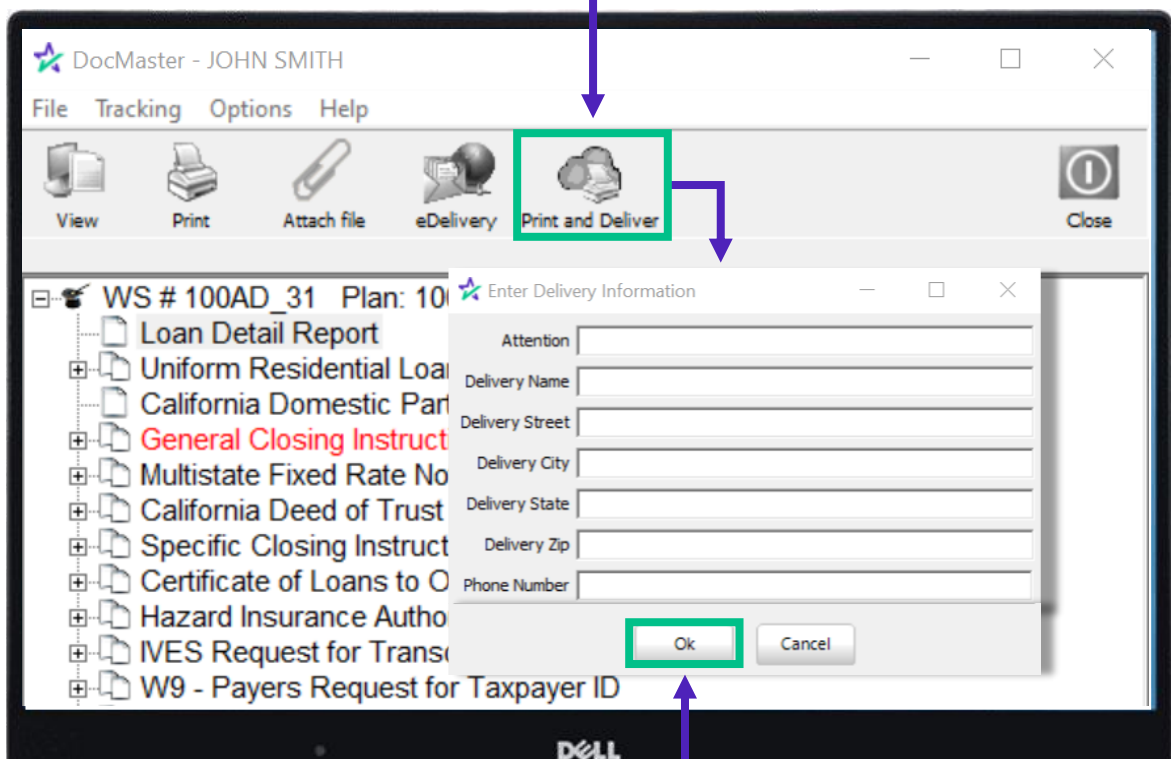 DocMaster - JOHN SMITH
File Tracking Options Help
View Print Attach file eDelivery Print and Deliver Close
WS # 100AD_31 Plan: 10
Loan Detail Report
Uniform Residential Loa
California Domestic Part
General Closing Instructi
Multistate Fixed Rate No
California Deed of Trust
Specific Closing Instruct
Certificate of Loans to O
Hazard Insurance Autho
IVES Request for Transc
W9 - Payers Request for Taxpayer ID
Enter Delivery Information
Attention
Delivery Name
Delivery Street
Delivery City
Delivery State
Delivery Zip
Phone Number
Ok Cancel
DELL